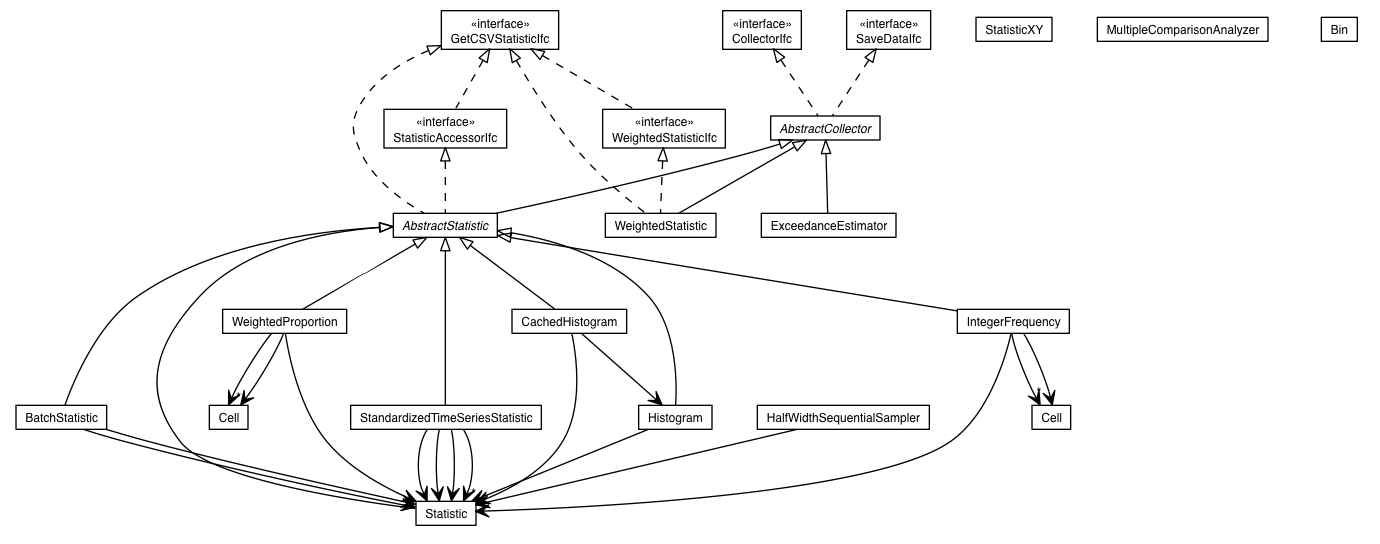 «interface»
GetCSVStatisticIfc
«interface»
CollectorIfc
«interface»
SaveDataIfc
StatisticXY
MultipleComparisonAnalyzer
Bin
«interface»
StatisticAccessorIfc
«interface»
WeightedStatisticIfc
AbstractCollector
AbstractStatistic
WeightedStatistic
ExceedanceEstimator
WeightedProportion
CachedHistogram
IntegerFrequency
BatchStatistic
Cell
StandardizedTimeSeriesStatistic
Histogram
HalfWidthSequentialSampler
Cell
Statistic